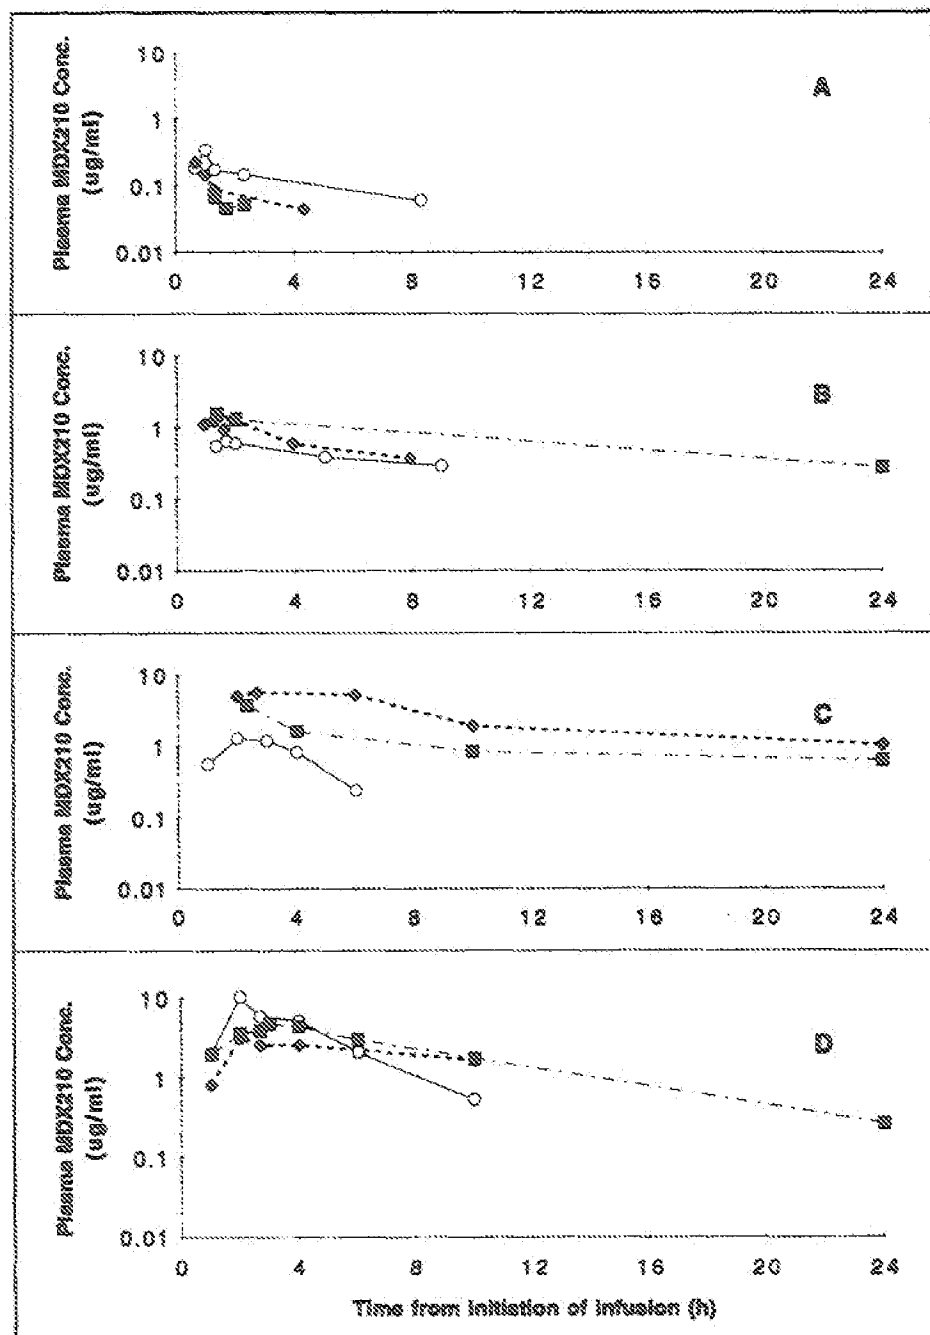 Plasma MDX210 Conc.
(ug/ml)
10
1
0.1
0.01
A
0 4 8 12 16 20 24
Plasma MDX210 Conc.
(ug/ml)
10
1
0.1
0.01
B
0 4 8 12 16 20 24
Plasma MDX210 Conc.
(ug/ml)
10
1
0.1
0.01
C
0 4 8 12 16 20 24
Plasma MDX210 Conc.
(ug/ml)
10
1
0.1
0.01
D
0 4 8 12 16 20 24
Time from initiation of infusion (h)